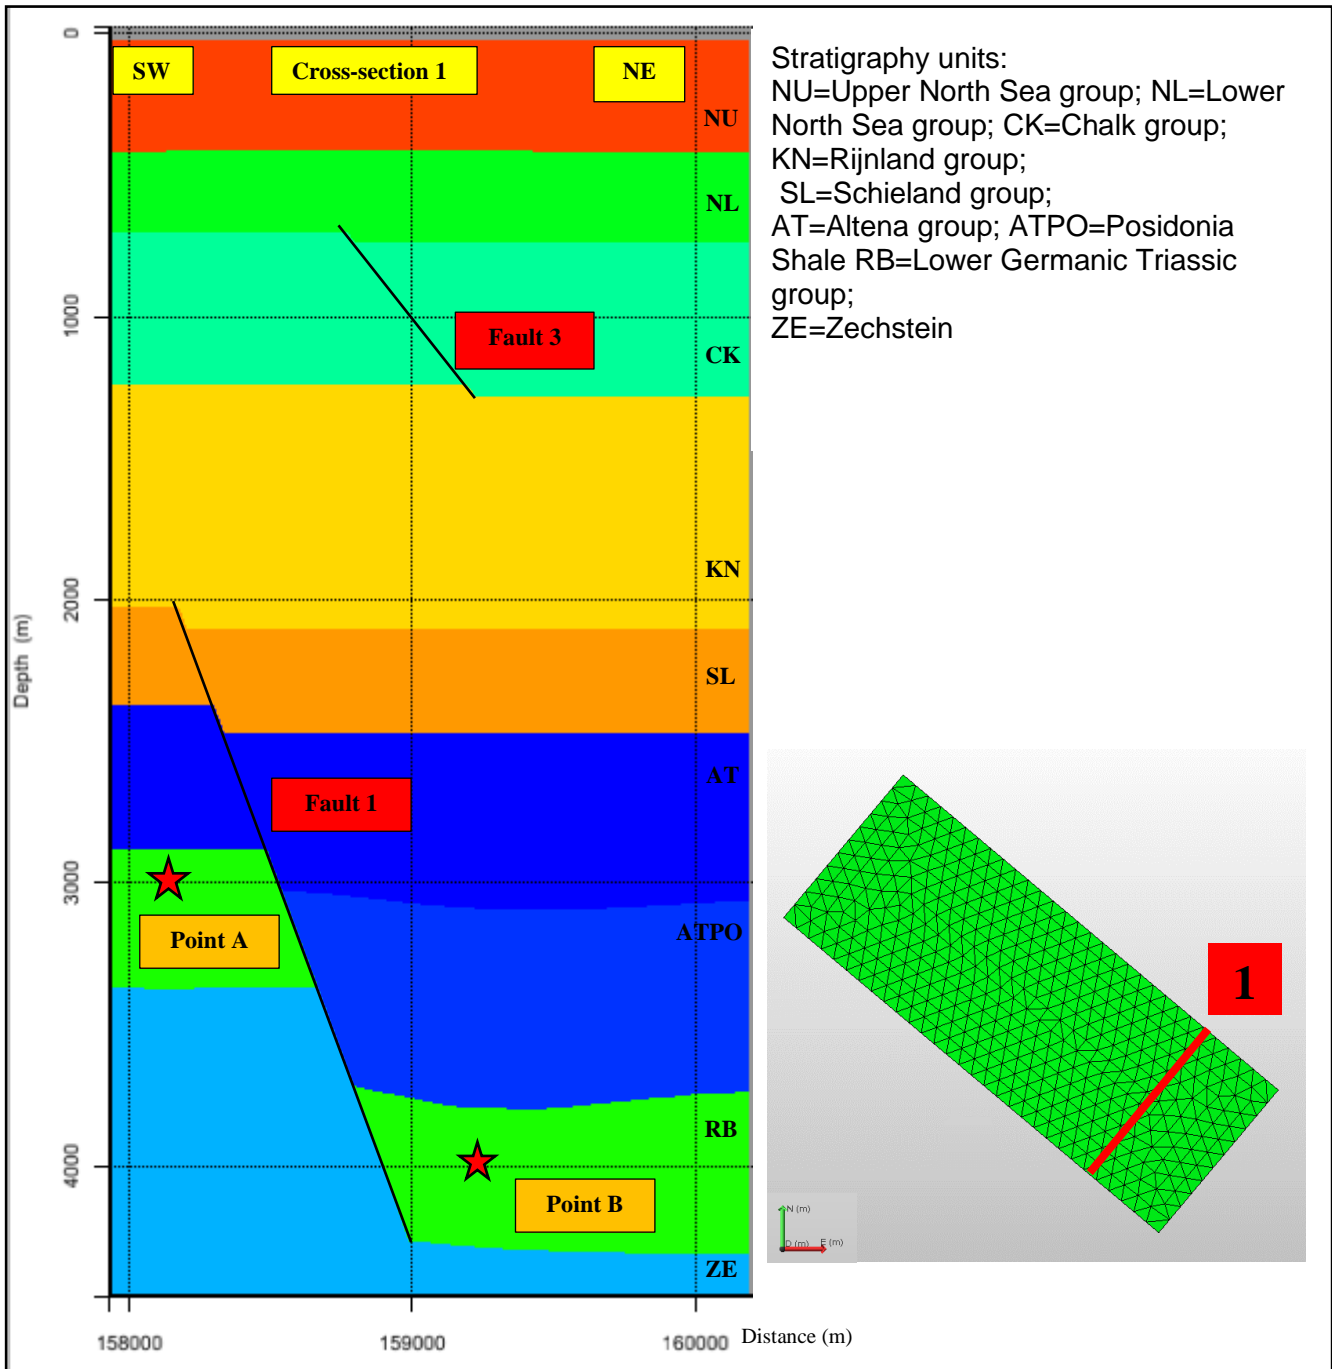 0
SW
Cross-section 1
NE
NU
NL
1000
Fault 3
CK
KN
2000
Depth (m)
SL
AT
Fault 1
3000
Point A
ATPO
RB
4000
Point B
ZE
158000
159000
160000
Distance (m)
Stratigraphy units:
NU=Upper North Sea group; NL=Lower
North Sea group; CK=Chalk group;
KN=Rijnland group;
SL=Schieland group;
AT=Altena group; ATPO=Posidonia
Shale RB=Lower Germanic Triassic
group;
ZE=Zechstein
1
N (m)
D (m)
E (m)